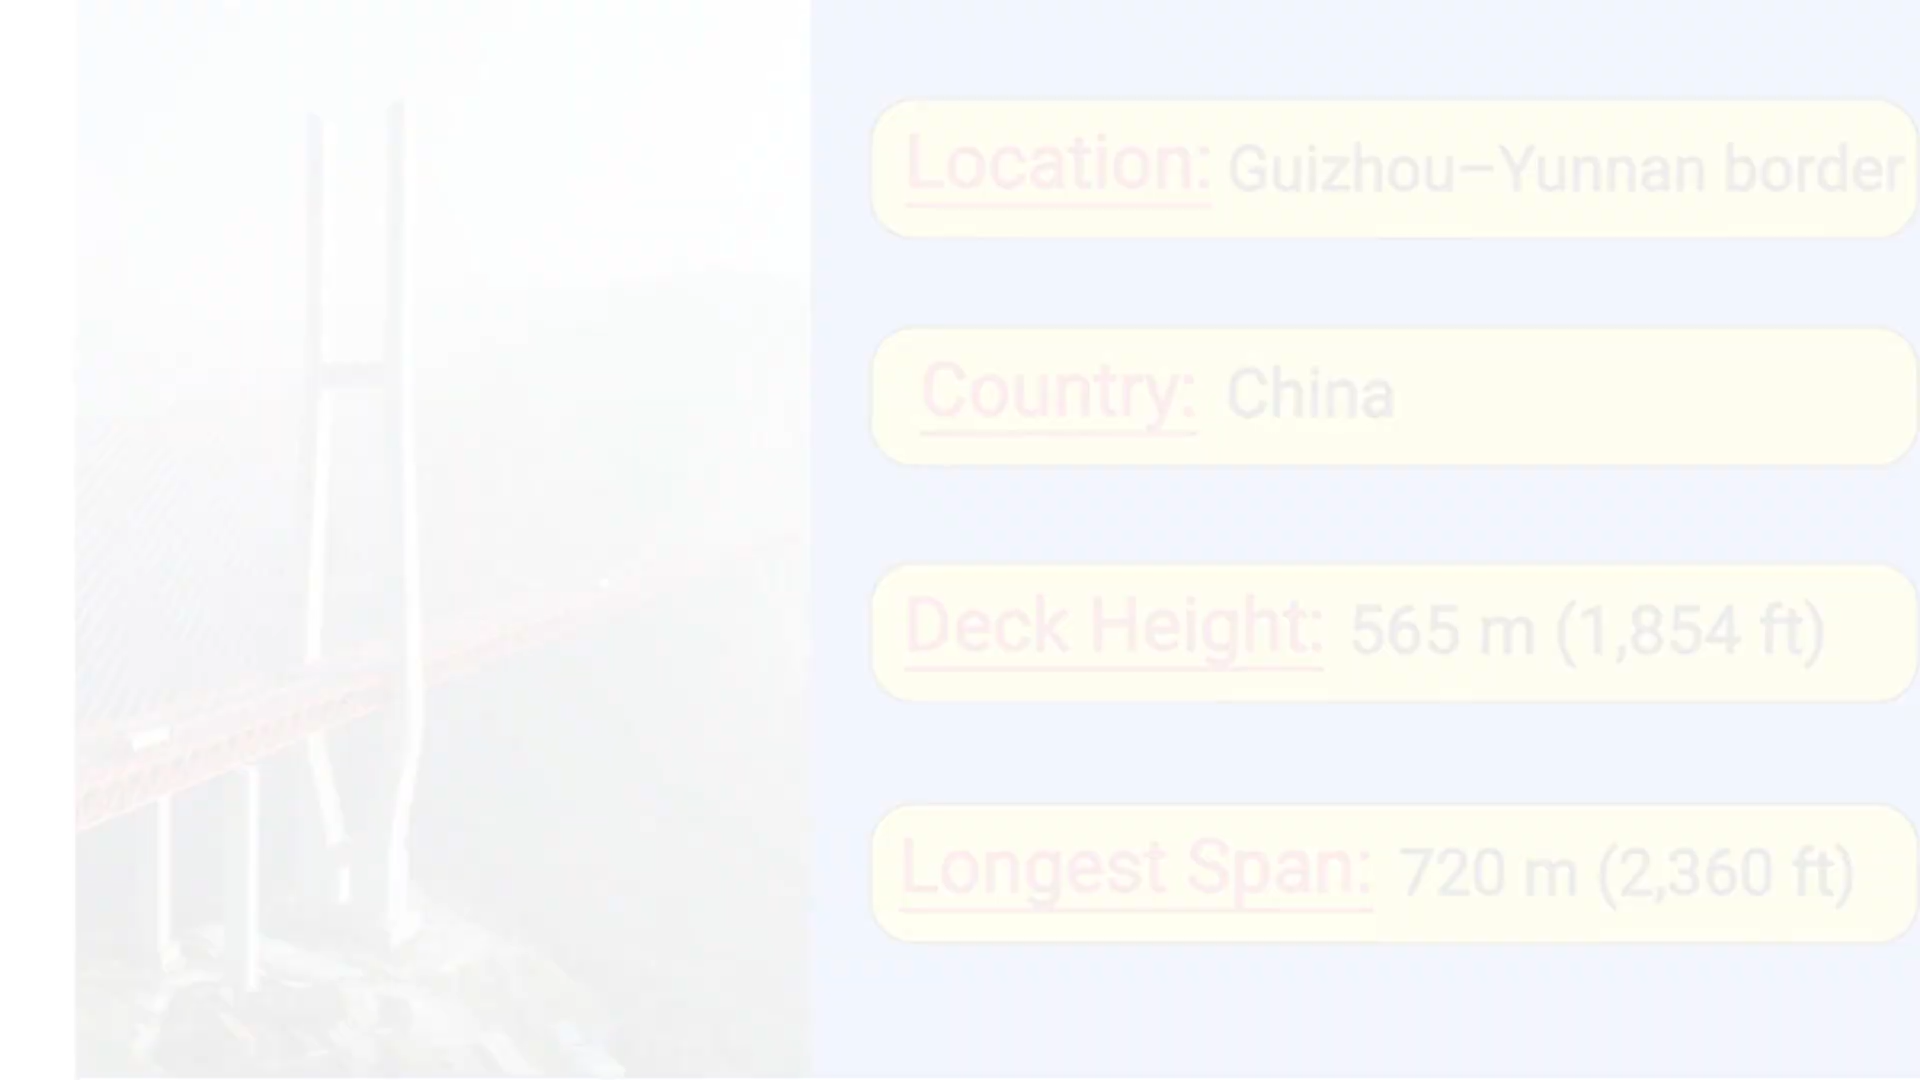 Location: Guizhou–Yunnan border
Country: China
Deck Height: 565 m (1,854 ft)
Longest Span: 720 m (2,360 ft)